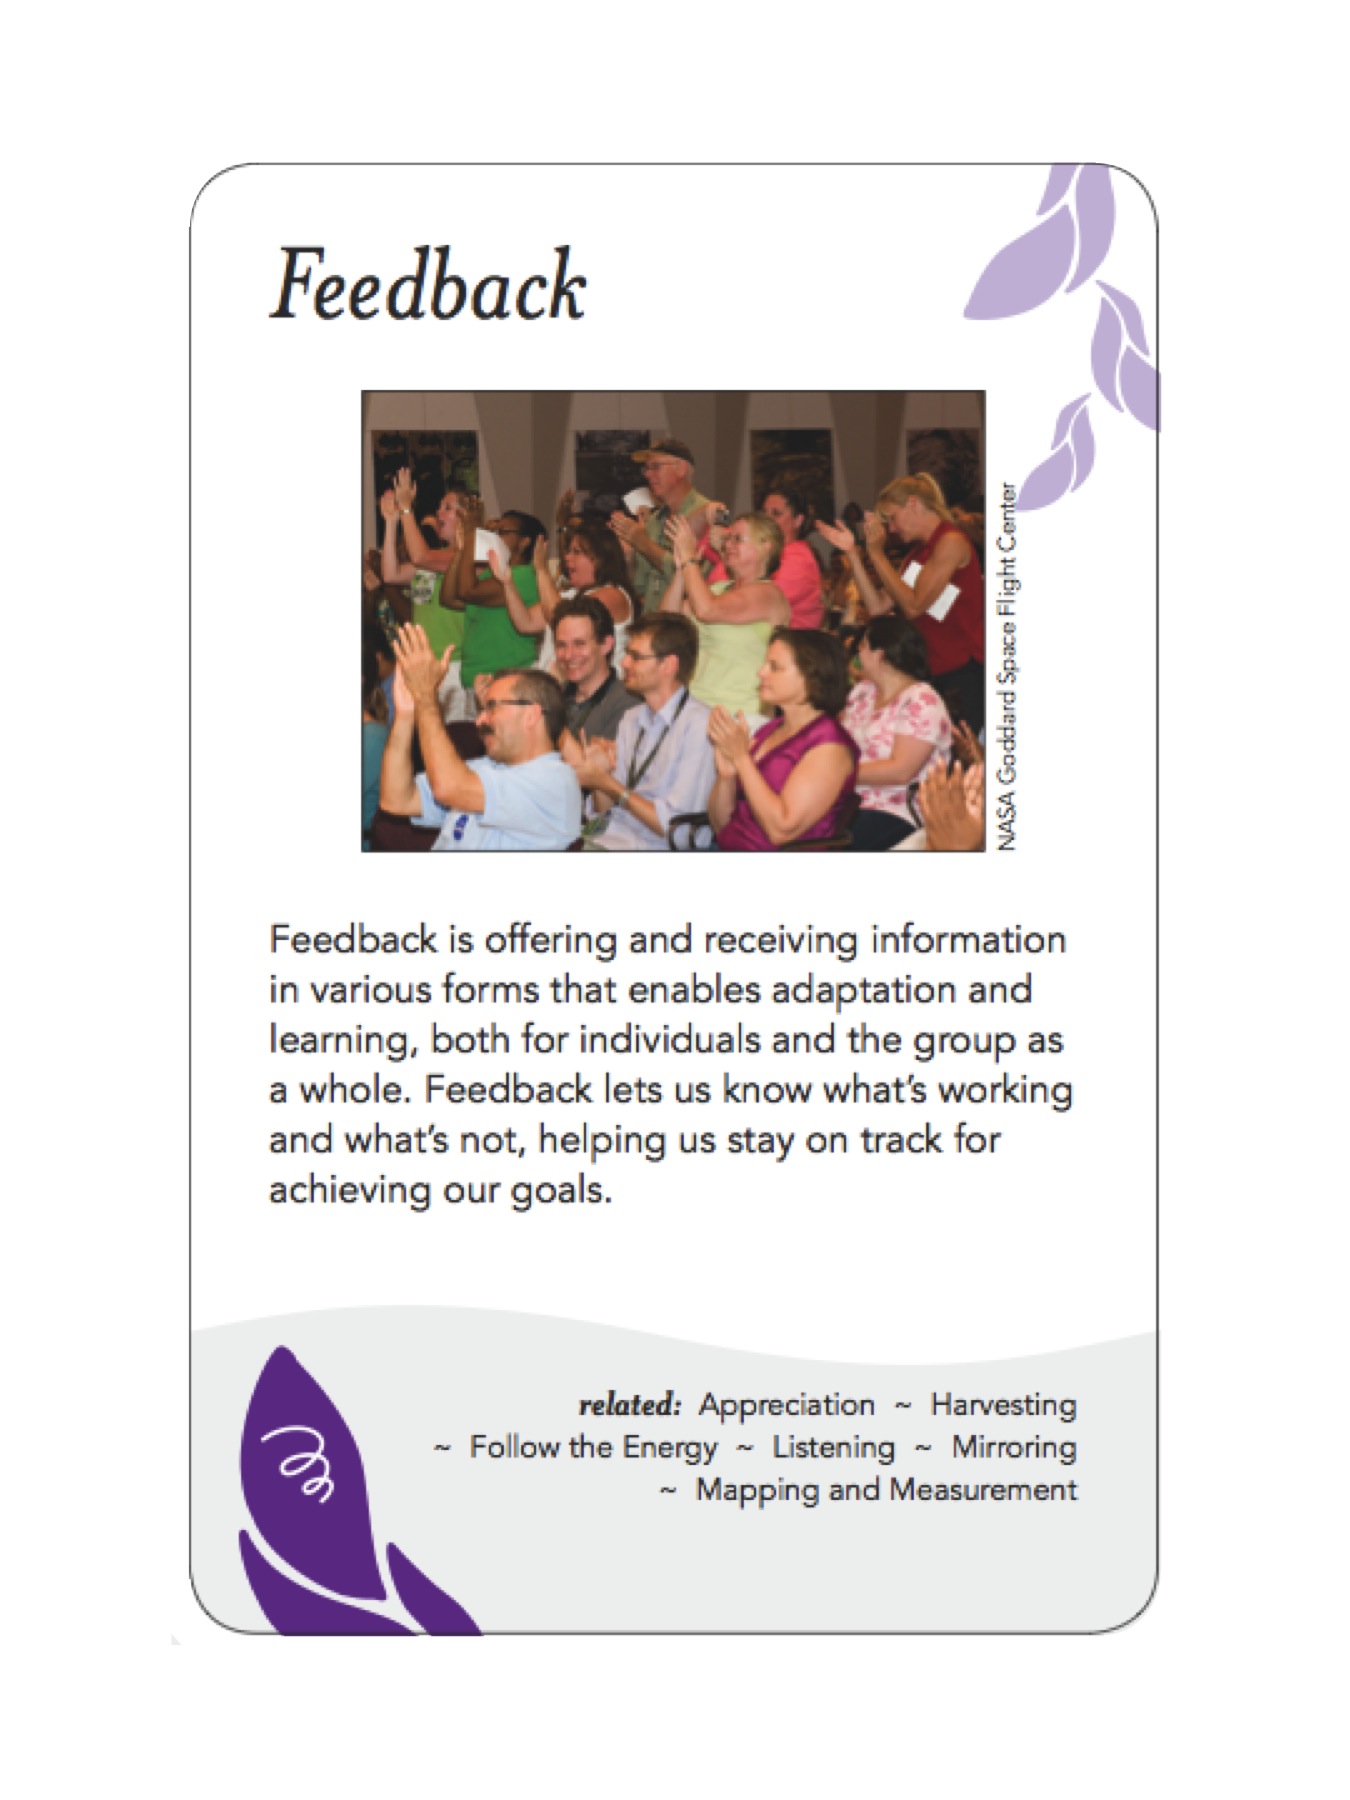 Feedback
NASA Goddard Space Flight Center
Feedback is offering and receiving information
in various forms that enables adaptation and
learning, both for individuals and the group as
a whole. Feedback lets us know what's working
and what's not, helping us stay on track for
achieving our goals.
related: Appreciation ~ Harvesting
~ Follow the Energy ~ Listening ~ Mirroring
~ Mapping and Measurement